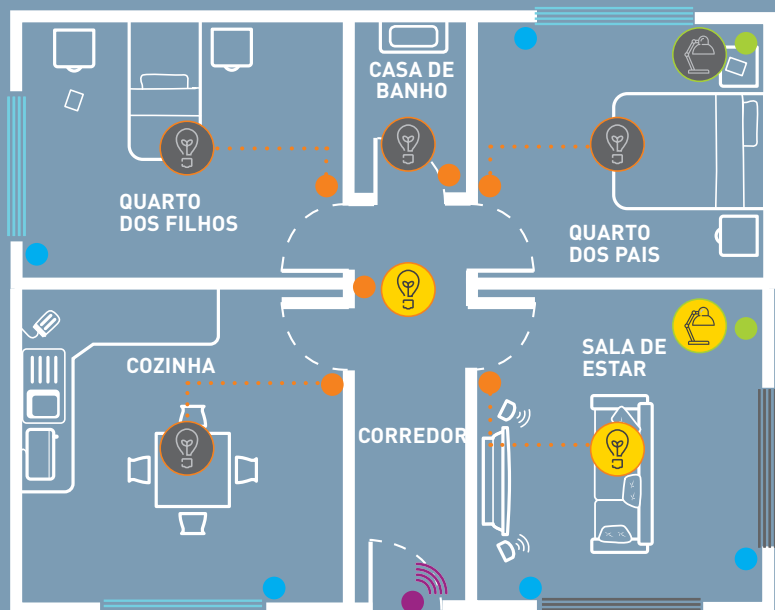 CASA DE
BANHO
QUARTO
DOS FILHOS
QUARTO
DOS PAIS
COZINHA
SALA DE
ESTAR
CORREDOR